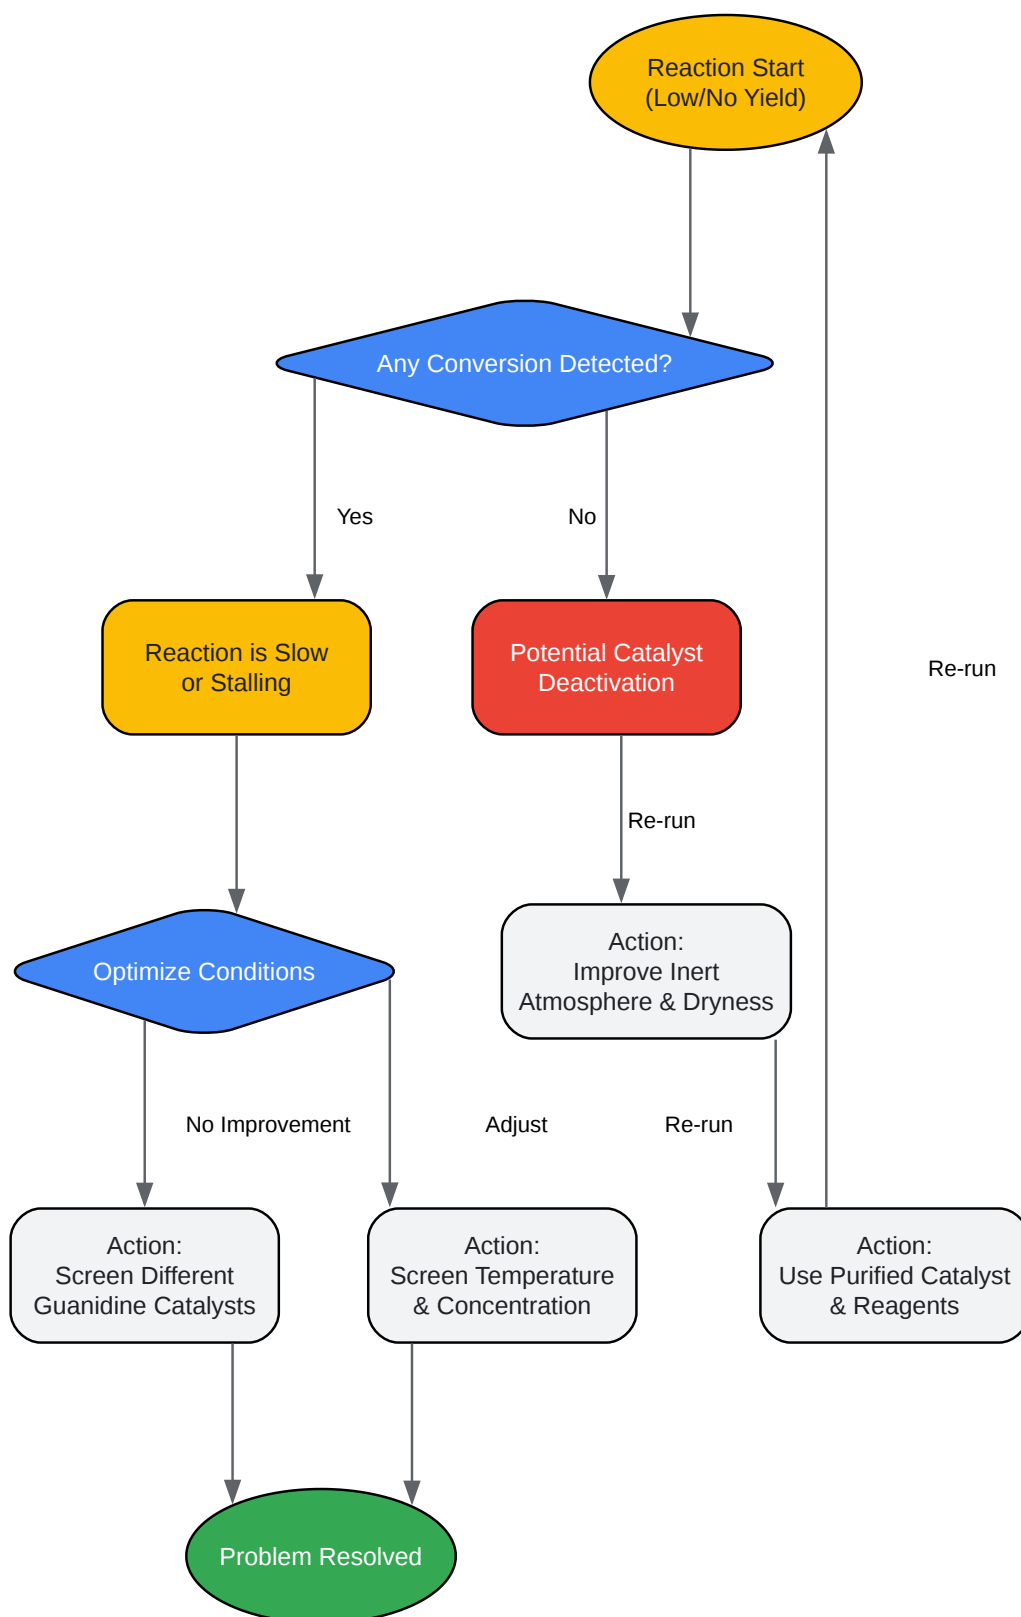 Reaction Start
(Low/No Yield)
Any Conversion Detected?
Yes
No
Reaction is Slow
or Stalling
Potential Catalyst
Deactivation
Re-run
Re-run
Optimize Conditions
Action:
Improve Inert
Atmosphere & Dryness
No Improvement
Adjust
Re-run
Action:
Screen Different
Guanidine Catalysts
Action:
Screen Temperature
& Concentration
Action:
Use Purified Catalyst
& Reagents
Problem Resolved